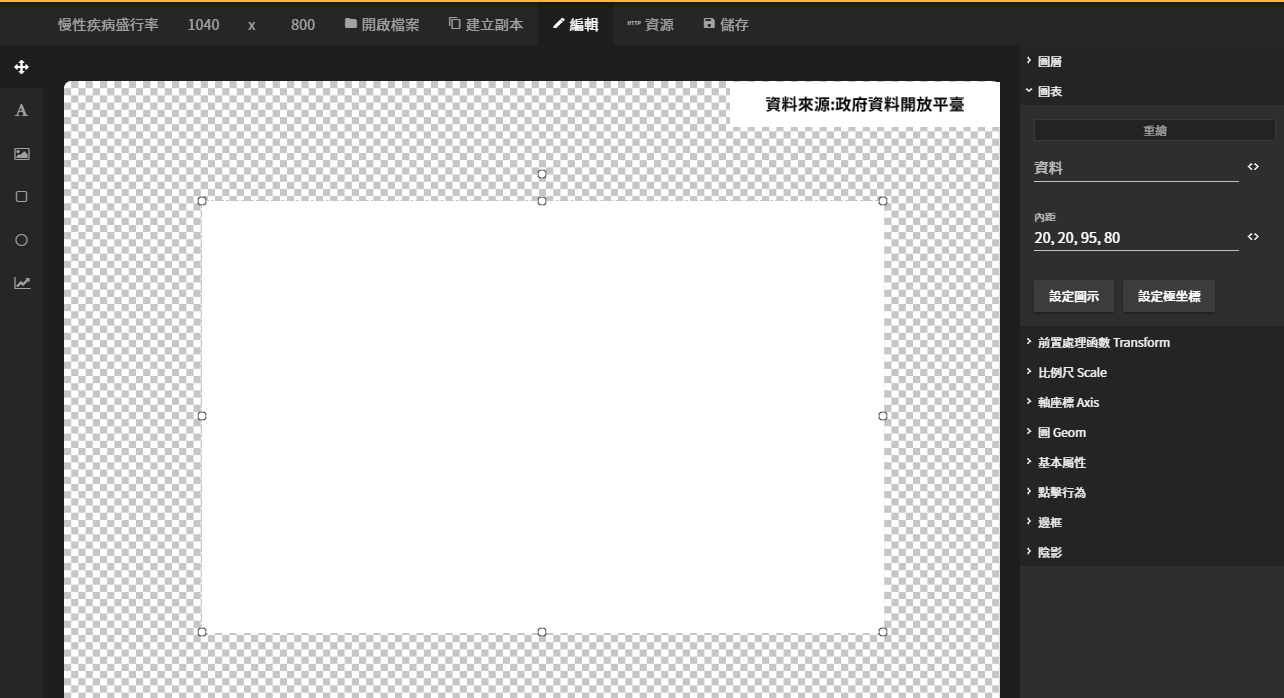 慢性疾病盛行率 1040 x 800 開啟檔案 建立副本 編輯 HTTP 資源 儲存
A
資料來源:政府資料開放平臺
圖層
圖表
重繪
資料
內距
20, 20, 95, 80
設定圖示 設定極坐標
前置處理函數 Transform
比例尺 Scale
軸座標 Axis
圖 Geom
基本屬性
點擊行為
邊框
陰影